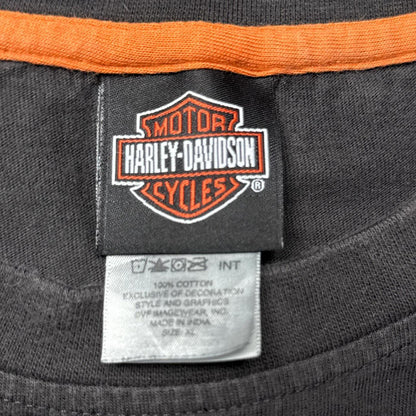 MOTOR
HARLEY-DAVIDSON
CYCLES
®
INT
100% COTTON
EXCLUSIVE OF DECORATION
STYLE AND GRAPHICS
©VF IMAGEWEAR, INC.
MADE IN INDIA
SIZE: XL